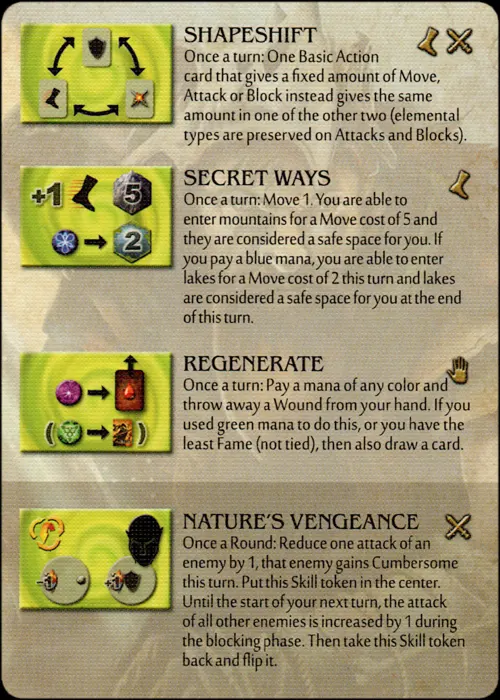 SHAPESHIFT
Once a turn: One Basic Action
card that gives a fixed amount of Move,
Attack or Block instead gives the same
amount in one of the other two (elemental
types are preserved on Attacks and Blocks).
+1 5
2
SECRET WAYS
Once a turn: Move 1. You are able to
enter mountains for a Move cost of 5 and
they are considered a safe space for you. If
you pay a blue mana, you are able to enter
lakes for a Move cost of 2 this turn and lakes
are considered a safe space for you at the end
of this turn.
( )
REGENERATE
Once a turn: Pay a mana of any color and
throw away a Wound from your hand. If you
used green mana to do this, or you have the
least Fame (not tied), then also draw a card.
-1 +1
NATURE'S VENGEANCE
Once a Round: Reduce one attack of an
enemy by 1, that enemy gains Cumbersome
this turn. Put this Skill token in the center.
Until the start of your next turn, the attack
of all other enemies is increased by 1 during
the blocking phase. Then take this Skill token
back and flip it.